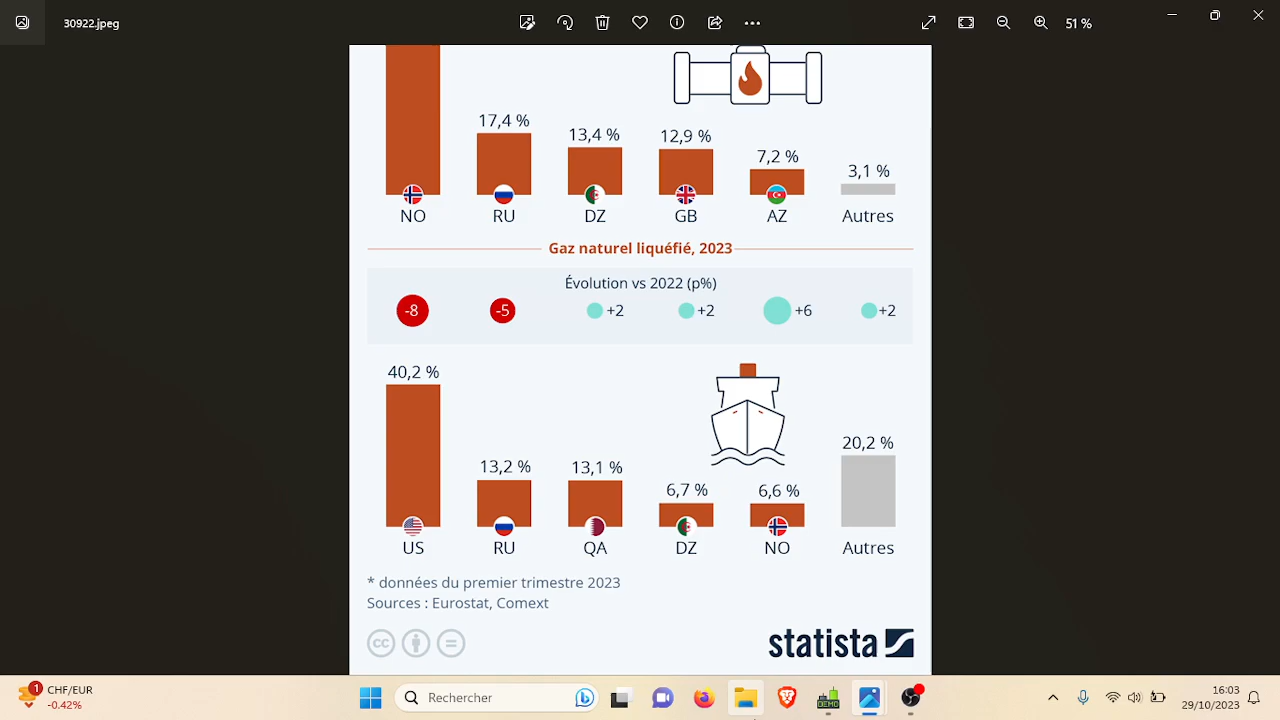 30922.jpeg
51 %
17,4 %
13,4 %
12,9 %
7,2 %
3,1 %
NO RU DZ GB AZ Autres
Gaz naturel liquéfié, 2023
Évolution vs 2022 (p%)
-8 -5 +2 +2 +6 +2
40,2 %
13,2 %
13,1 %
6,7 %
6,6 %
20,2 %
US RU QA DZ NO Autres
* données du premier trimestre 2023
Sources : Eurostat, Comext
cc
statista
1
CHF/EUR
-0.42%
Rechercher
DEMO
16:03
29/10/2023